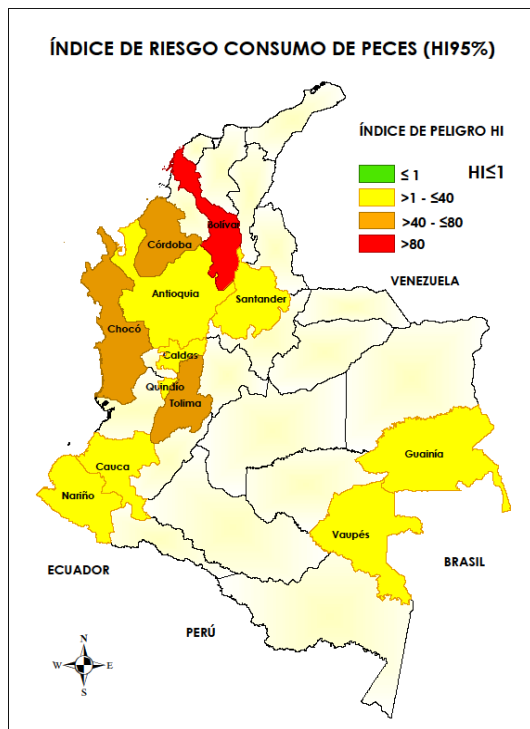 ÍNDICE DE RIESGO CONSUMO DE PECES (HI95%)
ÍNDICE DE PELIGRO HI
≤ 1 HI≤1
>1 - ≤40
>40 - ≤80
>80
Bolívar
Córdoba
VENEZUELA
Antioquia
Santander
Chocó
Caldas
Quindío
Tolima
Cauca
Guainía
Nariño
Vaupés
ECUADOR
BRASIL
PERÚ
N
W E
S